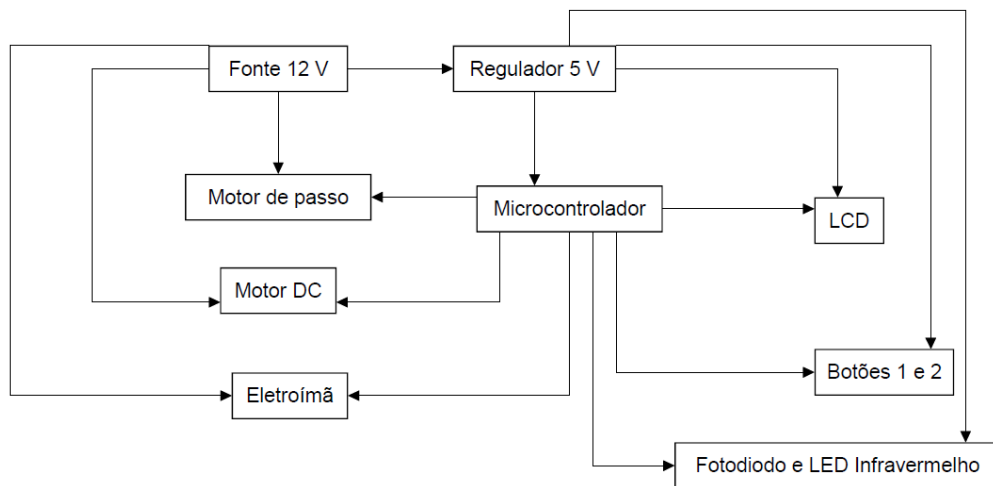 Fonte 12 V
Regulador 5 V
Motor de passo
Microcontrolador
LCD
Motor DC
Botões 1 e 2
Eletroímã
Fotodiodo e LED Infravermelho